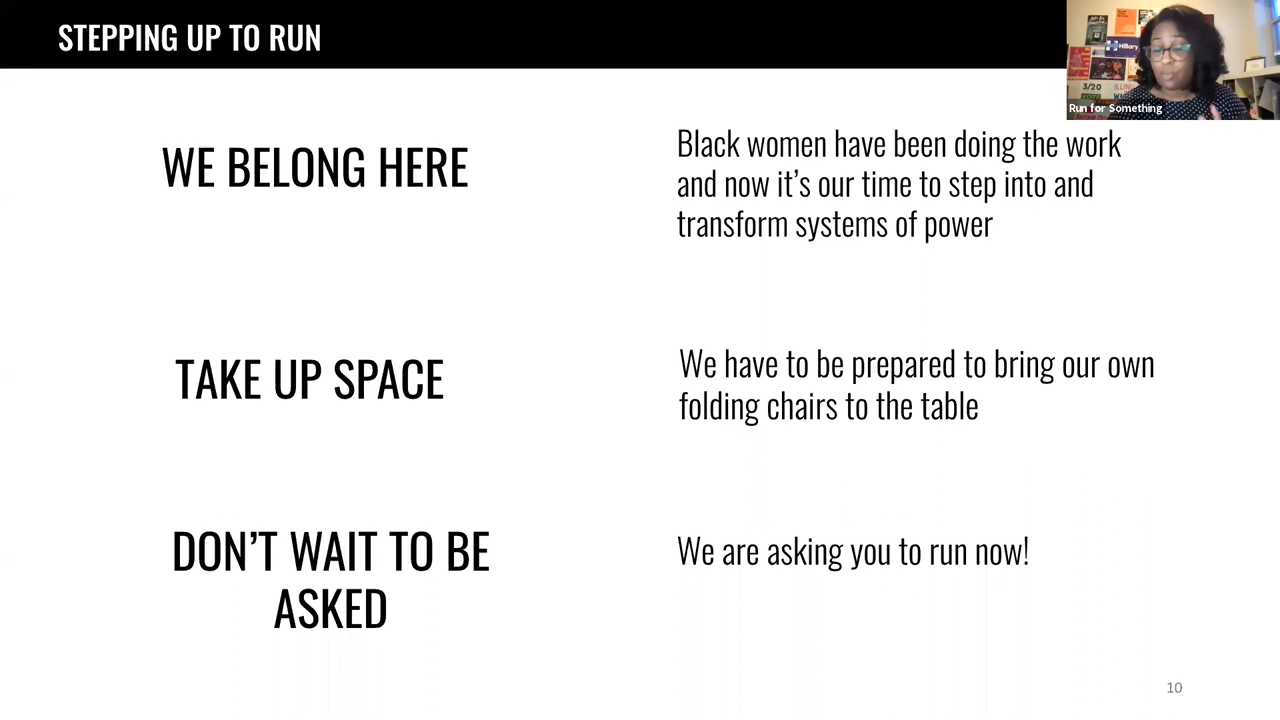 STEPPING UP TO RUN
Hillary
3/20
Run for Something
WE BELONG HERE
Black women have been doing the work
and now it's our time to step into and
transform systems of power
TAKE UP SPACE
We have to be prepared to bring our own
folding chairs to the table
DON'T WAIT TO BE
ASKED
We are asking you to run now!
10